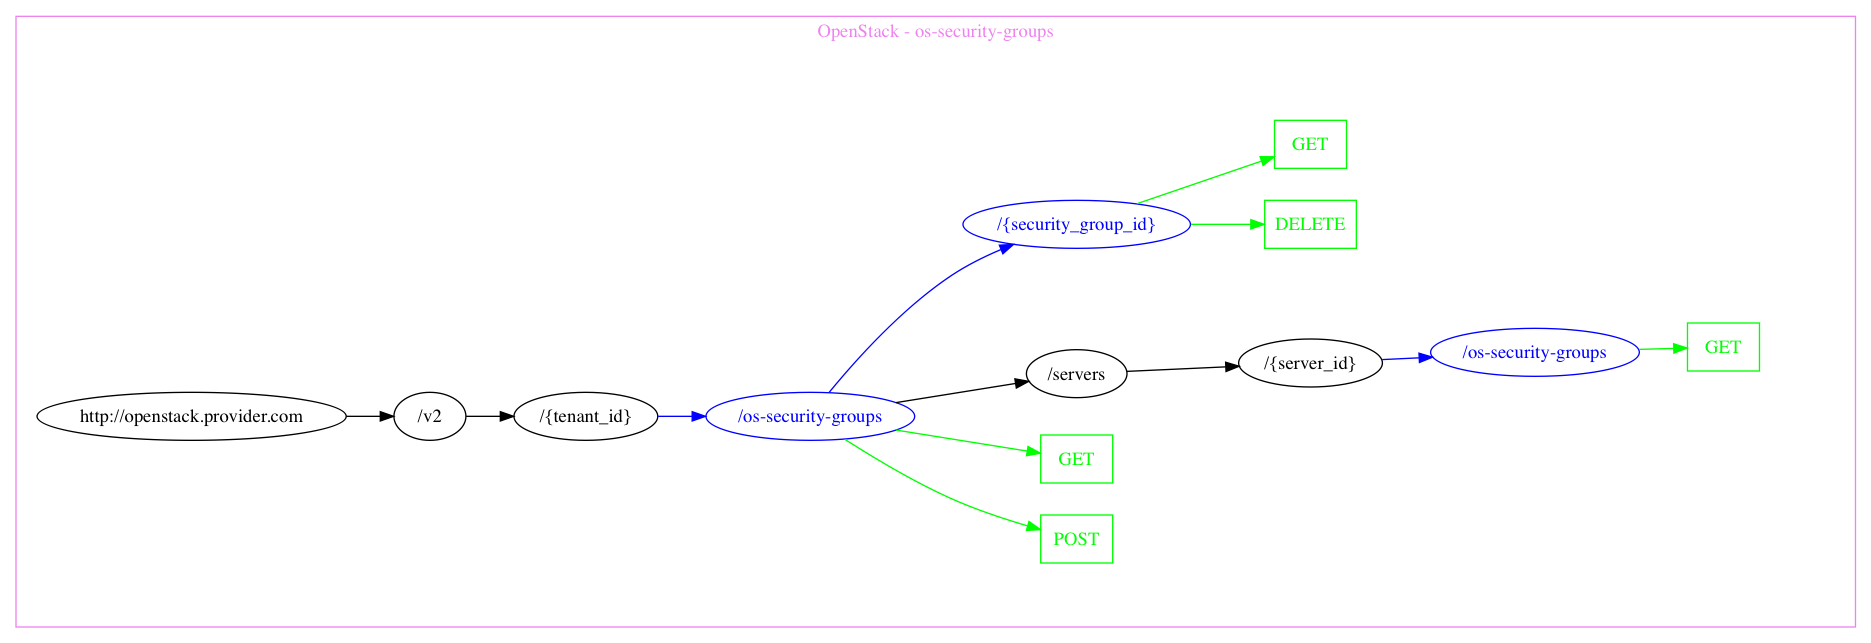 OpenStack - os-security-groups
GET
/{security_group_id}
DELETE
/servers
/{server_id}
/os-security-groups
GET
http://openstack.provider.com
/v2
/{tenant_id}
/os-security-groups
GET
POST